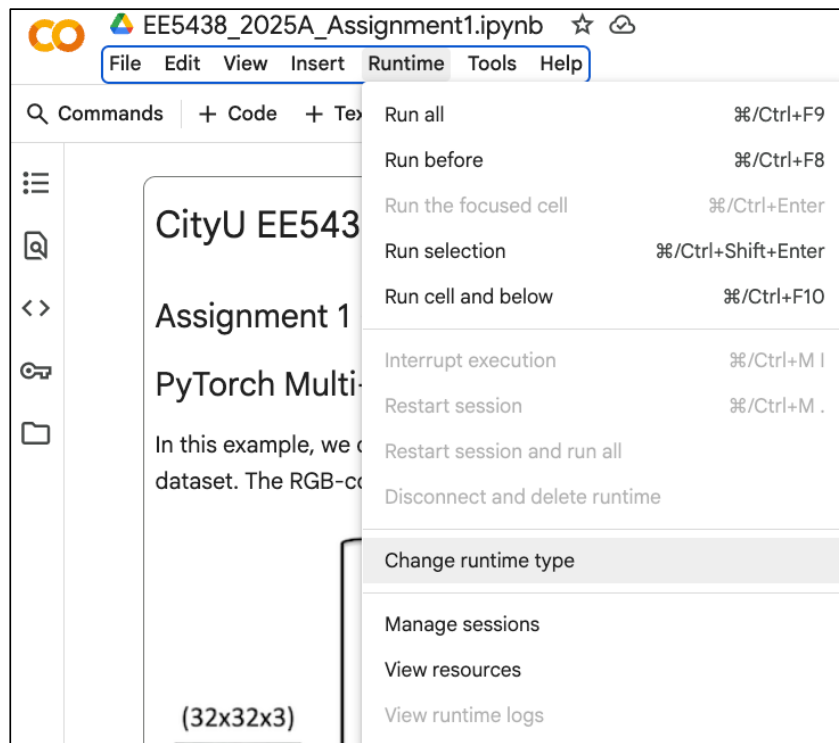 CO EE5438_2025A_Assignment1.ipynb
File Edit View Insert Runtime Tools Help
Commands + Code + Tex
Run all ⌘/Ctrl+F9
Run before ⌘/Ctrl+F8
Run the focused cell ⌘/Ctrl+Enter
Run selection ⌘/Ctrl+Shift+Enter
Run cell and below ⌘/Ctrl+F10
Interrupt execution ⌘/Ctrl+M I
Restart session ⌘/Ctrl+M .
Restart session and run all
Disconnect and delete runtime
Change runtime type
Manage sessions
View resources
View runtime logs
CityU EE543
Assignment 1
PyTorch Multi-
In this example, we c
dataset. The RGB-co
(32x32x3)